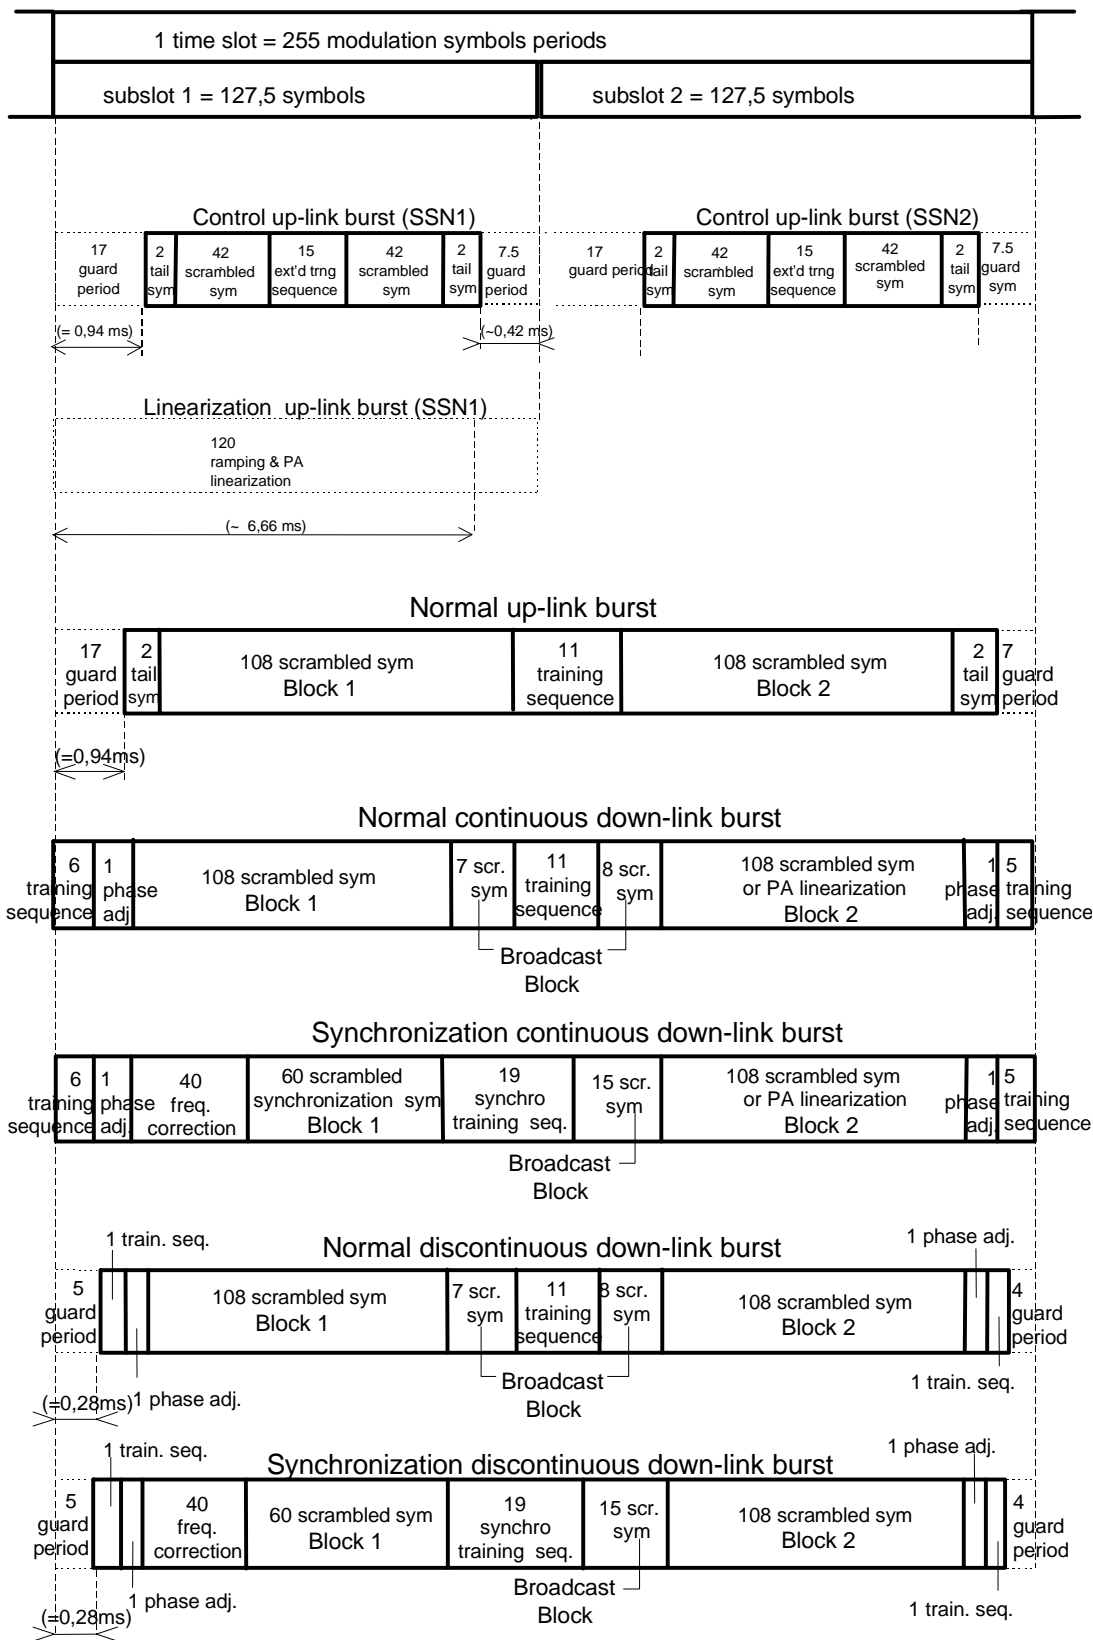 1 time slot = 255 modulation symbols periods
subslot 1 = 127,5 symbols
subslot 2 = 127,5 symbols
Control up-link burst (SSN1)
17
guard
period
2
tail
sym
42
scrambled
sym
15
ext'd trng
sequence
42
scrambled
sym
2
tail
sym
7.5
guard
period
(= 0,94 ms)
(~0,42 ms)
Control up-link burst (SSN2)
17
guard period
2
tail
sym
42
scrambled
sym
15
ext'd trng
sequence
42
scrambled
sym
2
tail
sym
7.5
guard
sym
Linearization up-link burst (SSN1)
120
ramping & PA
linearization
(~ 6,66 ms)
Normal up-link burst
17
guard
period
2
tail
sym
108 scrambled sym
Block 1
11
training
sequence
108 scrambled sym
Block 2
2
tail
sym
7
guard
period
(=0,94ms)
Normal continuous down-link burst
6
training
sequence
1
phase
adj.
108 scrambled sym
Block 1
7 scr.
sym
11
training
sequence
8 scr.
sym
108 scrambled sym
or PA linearization
Block 2
1
phase
adj.
5
training
sequence
Broadcast
Block
Synchronization continuous down-link burst
6
training
sequence
1
phase
adj.
40
freq.
correction
60 scrambled
synchronization sym
Block 1
19
synchro
training seq.
15 scr.
sym
108 scrambled sym
or PA linearization
Block 2
1
phase
adj.
5
training
sequence
Broadcast
Block
Normal discontinuous down-link burst
1 train. seq.
1 phase adj.
5
guard
period
108 scrambled sym
Block 1
7 scr.
sym
11
training
sequence
8 scr.
sym
108 scrambled sym
Block 2
4
guard
period
Broadcast
Block
(=0,28ms)
1 phase adj.
1 train. seq.
Synchronization discontinuous down-link burst
1 train. seq.
1 phase adj.
5
guard
period
40
freq.
correction
60 scrambled sym
Block 1
19
synchro
training seq.
15 scr.
sym
108 scrambled sym
Block 2
4
guard
period
Broadcast
Block
(=0,28ms)
1 phase adj.
1 train. seq.